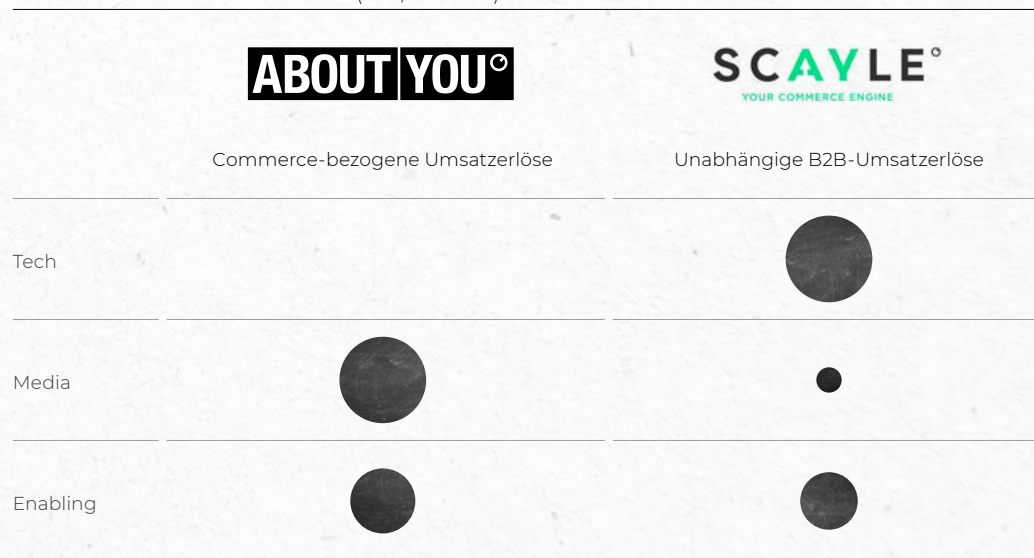 ABOUT YOU°
SCAYLE°
YOUR COMMERCE ENGINE
Commerce-bezogene Umsatzerlöse
Unabhängige B2B-Umsatzerlöse
Tech
Media
Enabling